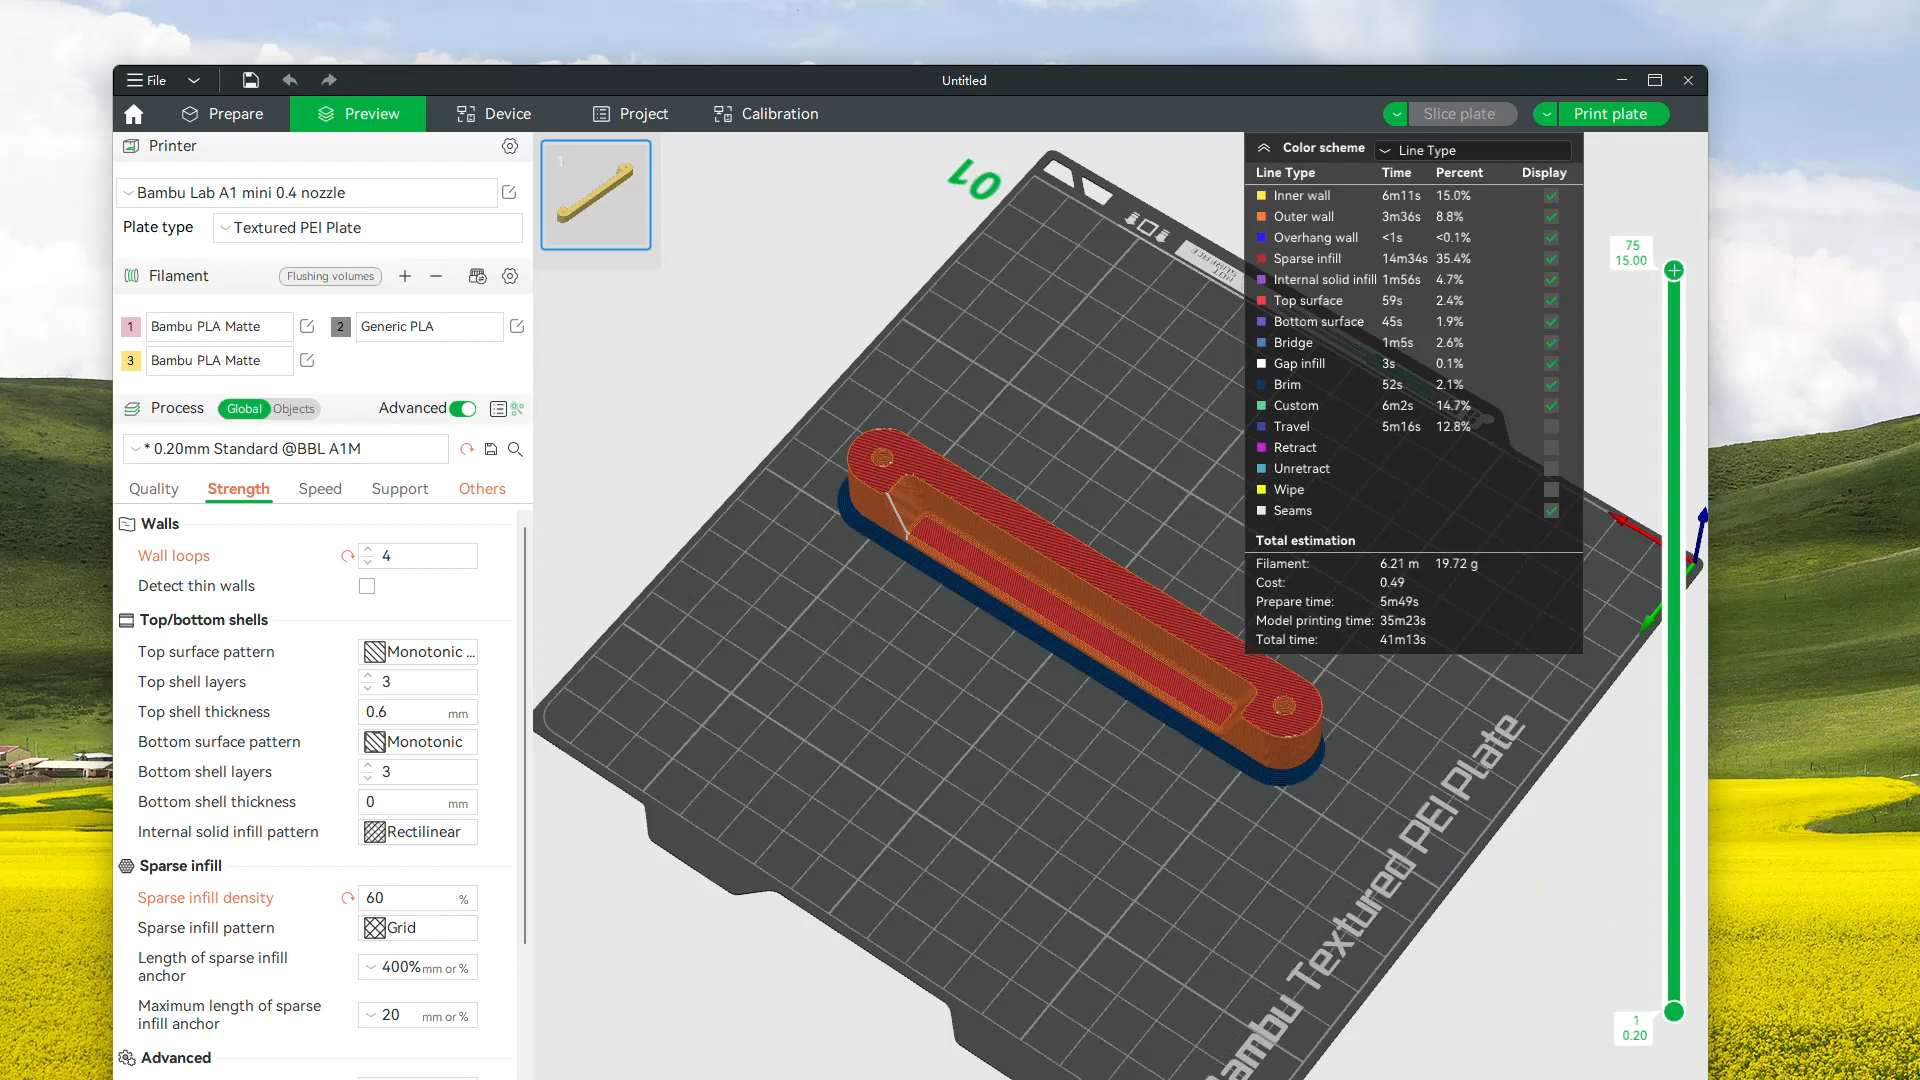 File
Untitled
Prepare
Preview
Device
Project
Calibration
Slice plate
Print plate
Printer
Bambu Lab A1 mini 0.4 nozzle
Plate type
Textured PEI Plate
Filament
Flushing volumes
1
Bambu PLA Matte
2
Generic PLA
3
Bambu PLA Matte
Process
Global
Objects
Advanced
* 0.20mm Standard @BBL A1M
Quality
Strength
Speed
Support
Others
Walls
Wall loops
4
Detect thin walls
Top/bottom shells
Top surface pattern
Monotonic ...
Top shell layers
3
Top shell thickness
0.6 mm
Bottom surface pattern
Monotonic
Bottom shell layers
3
Bottom shell thickness
0 mm
Internal solid infill pattern
Rectilinear
Sparse infill
Sparse infill density
60 %
Sparse infill pattern
Grid
Length of sparse infill
anchor
400% mm or %
Maximum length of sparse
infill anchor
20 mm or %
Advanced
1
01
Bambu Textured PEI Plate
Color scheme
Line Type
Line Type Time Percent Display
Inner wall 6m11s 15.0%
Outer wall 3m36s 8.8%
Overhang wall <1s <0.1%
Sparse infill 14m34s 35.4%
Internal solid infill 1m56s 4.7%
Top surface 59s 2.4%
Bottom surface 45s 1.9%
Bridge 1m5s 2.6%
Gap infill 3s 0.1%
Brim 52s 2.1%
Custom 6m2s 14.7%
Travel 5m16s 12.8%
Retract
Unretract
Wipe
Seams
Total estimation
Filament: 6.21 m 19.72 g
Cost: 0.49
Prepare time: 5m49s
Model printing time: 35m23s
Total time: 41m13s
75
15.00
1
0.20